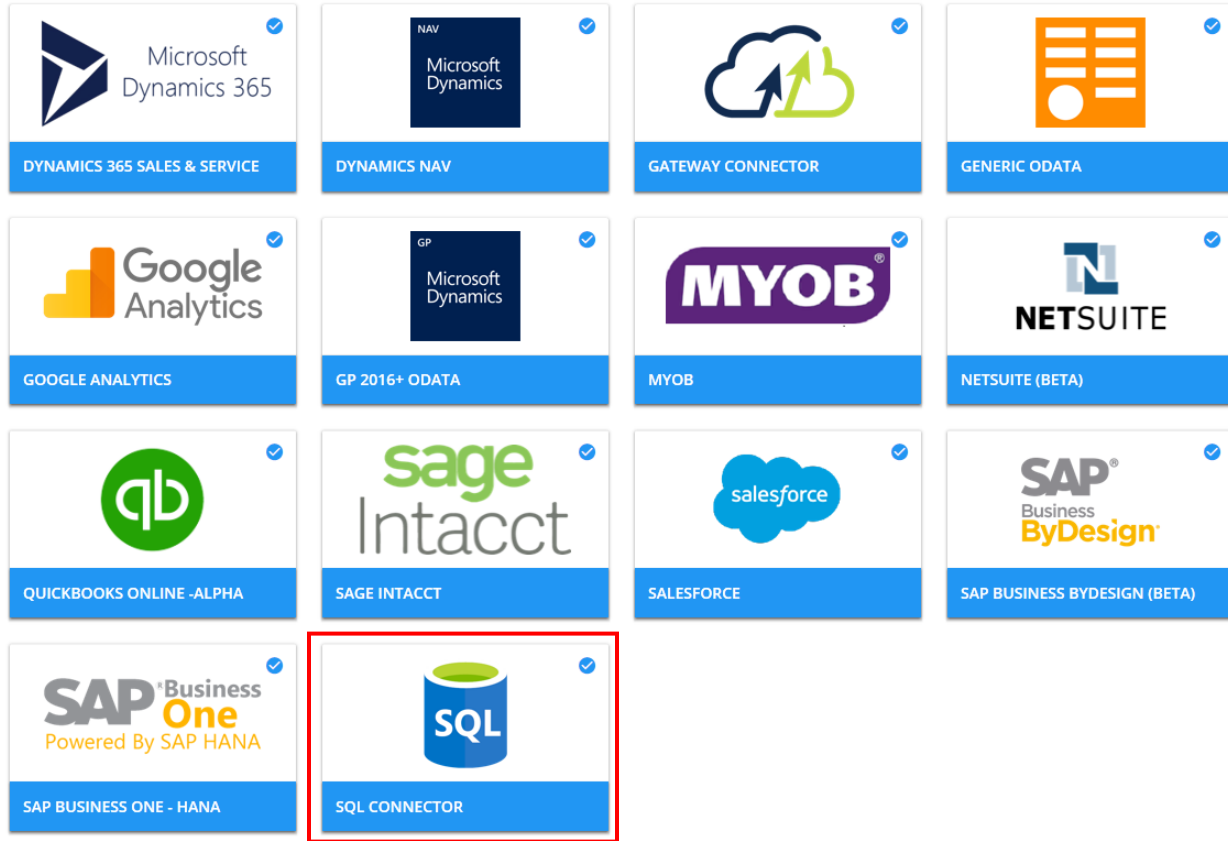 Microsoft
Dynamics 365
DYNAMICS 365 SALES & SERVICE
NAV
Microsoft
Dynamics
DYNAMICS NAV
GATEWAY CONNECTOR
GENERIC ODATA
Google
Analytics
GOOGLE ANALYTICS
GP
Microsoft
Dynamics
GP 2016+ ODATA
MYOB®
MYOB
N
NETSUITE
NETSUITE (BETA)
qb
QUICKBOOKS ONLINE -ALPHA
sage
Intacct
SAGE INTACCT
salesforce
SALESFORCE
SAP®
Business
ByDesign
SAP BUSINESS BYDESIGN (BETA)
SAP Business
One
Powered By SAP HANA
SAP BUSINESS ONE - HANA
SQL
SQL CONNECTOR